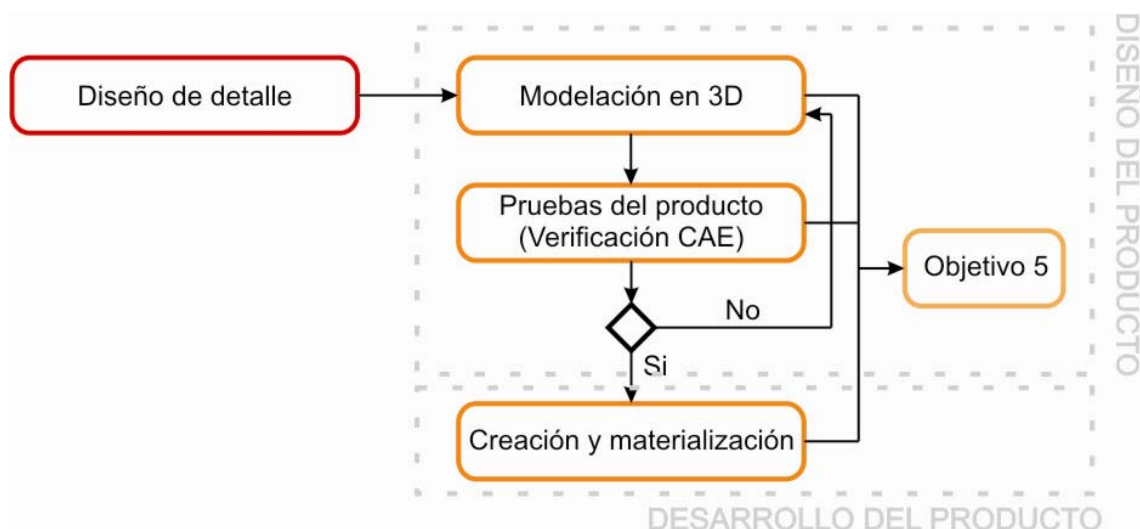 Diseño de detalle
Modelación en 3D
Pruebas del producto
(Verificación CAE)
Objetivo 5
No
Si
Creación y materialización
DISENO DEL PRODUCTO
DESARROLLO DEL PRODUCTO